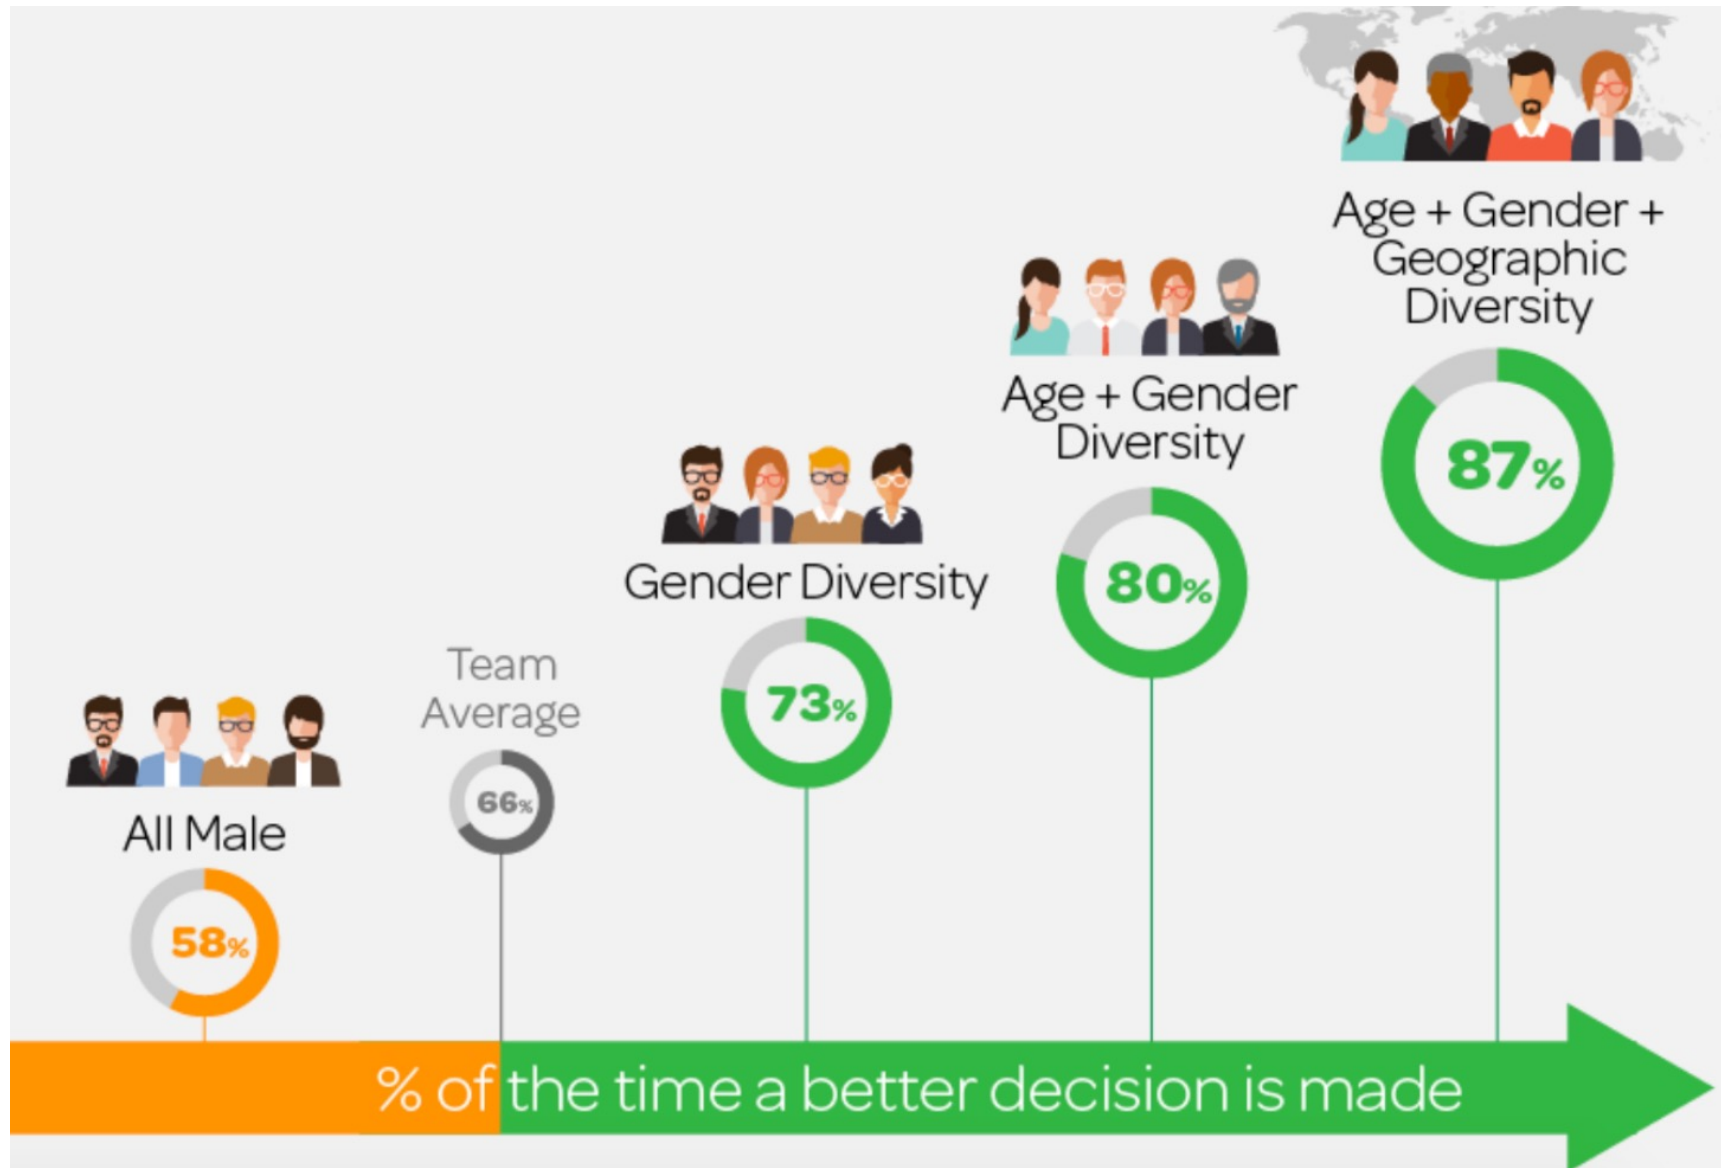 All Male
58%
Team
Average
66%
Gender Diversity
73%
Age + Gender
Diversity
80%
Age + Gender +
Geographic
Diversity
87%
% of the time a better decision is made